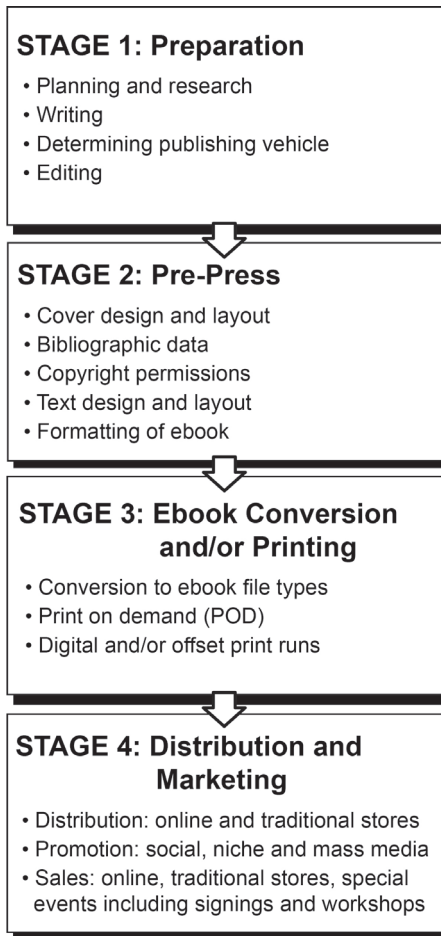 STAGE 1: Preparation
• Planning and research
• Writing
• Determining publishing vehicle
• Editing
STAGE 2: Pre-Press
• Cover design and layout
• Bibliographic data
• Copyright permissions
• Text design and layout
• Formatting of ebook
STAGE 3: Ebook Conversion
and/or Printing
• Conversion to ebook file types
• Print on demand (POD)
• Digital and/or offset print runs
STAGE 4: Distribution and
Marketing
• Distribution: online and traditional stores
• Promotion: social, niche and mass media
• Sales: online, traditional stores, special
events including signings and workshops